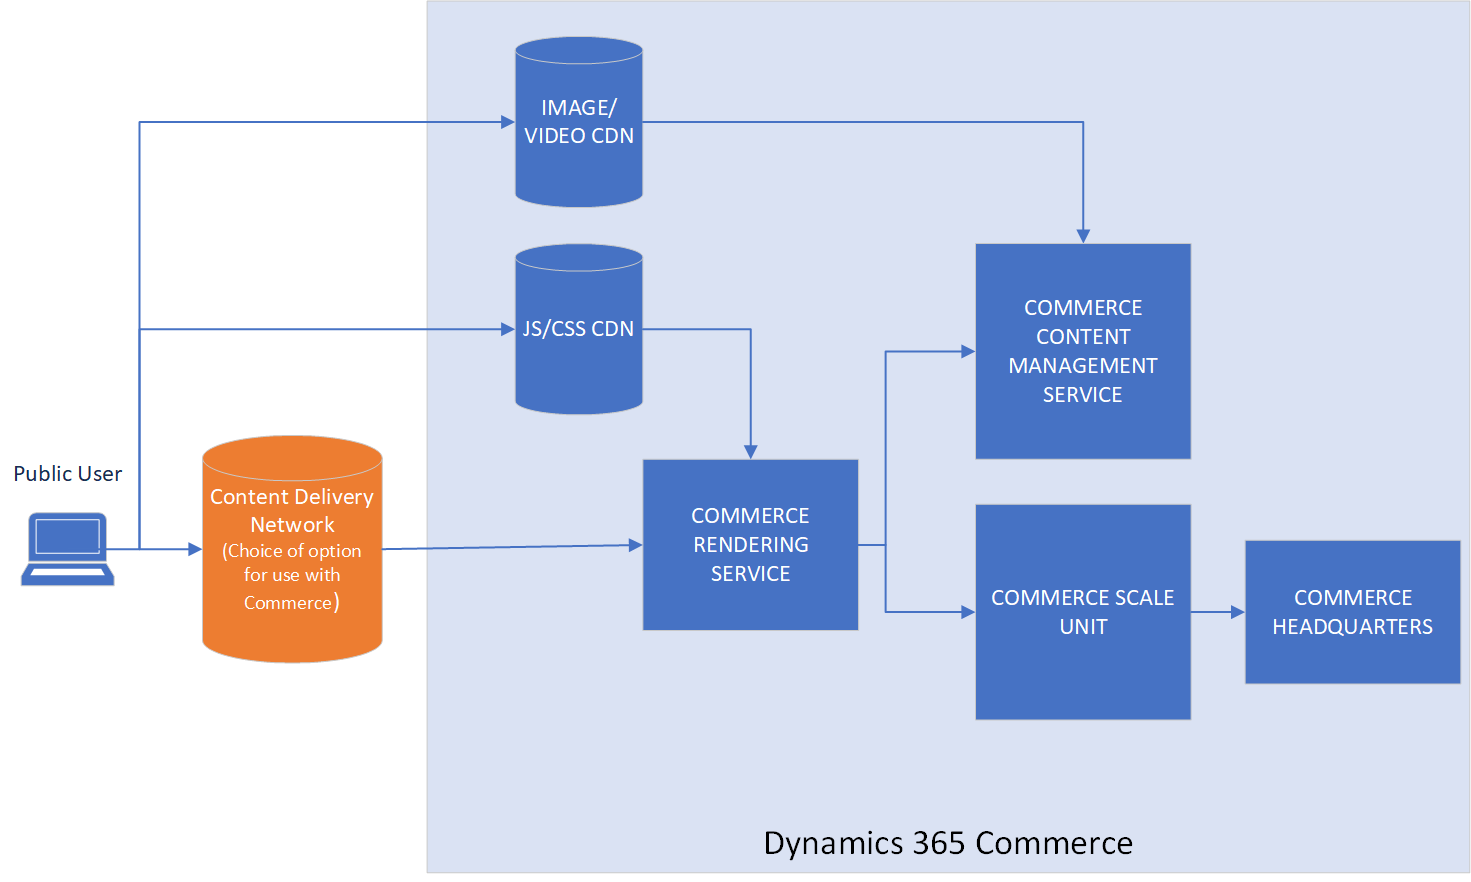 IMAGE/
VIDEO CDN
JS/CSS CDN
COMMERCE
CONTENT
MANAGEMENT
SERVICE
Public User
Content Delivery
Network
(Choice of option
for use with
Commerce)
COMMERCE
RENDERING
SERVICE
COMMERCE SCALE
UNIT
COMMERCE
HEADQUARTERS
Dynamics 365 Commerce